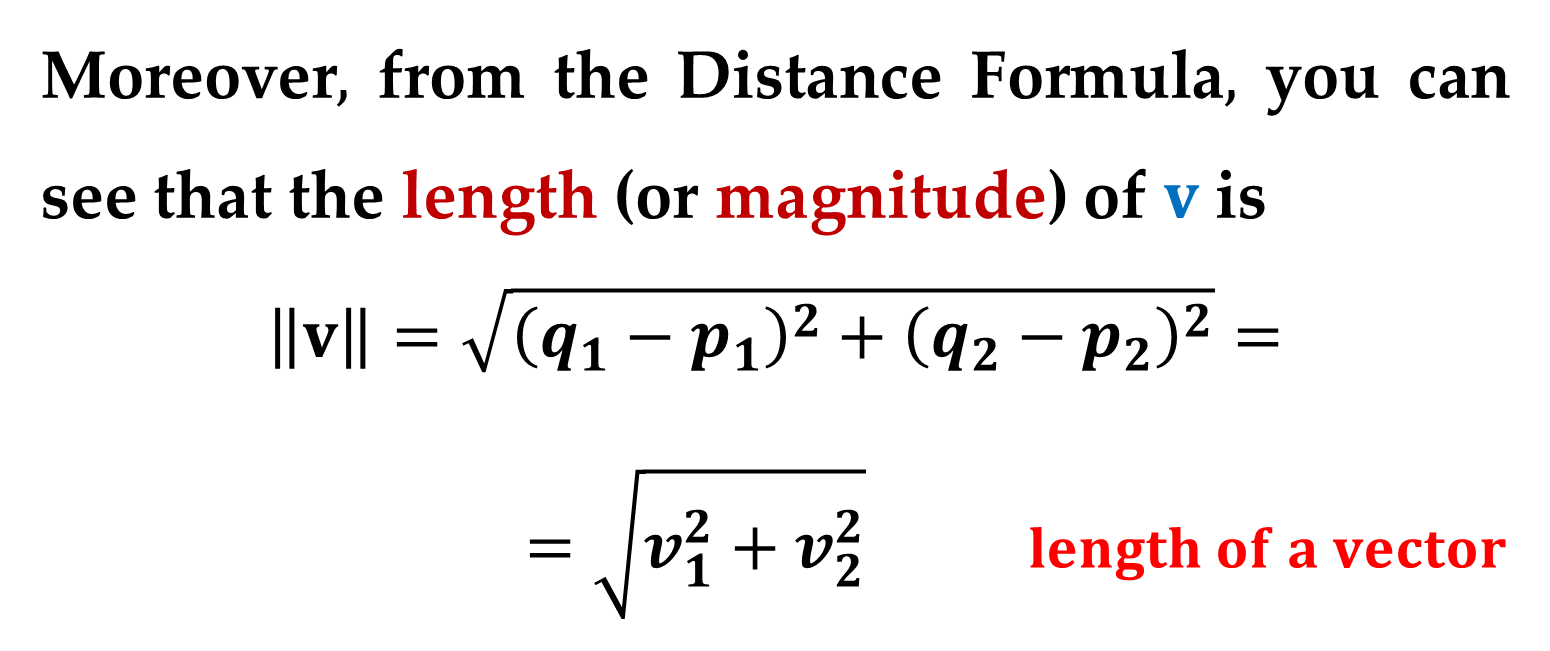 Moreover, from the Distance Formula, you can
see that the length (or magnitude) of v is
‖v‖ = √((q₁ − p₁)² + (q₂ − p₂)²) =
= √(v₁² + v₂²) length of a vector